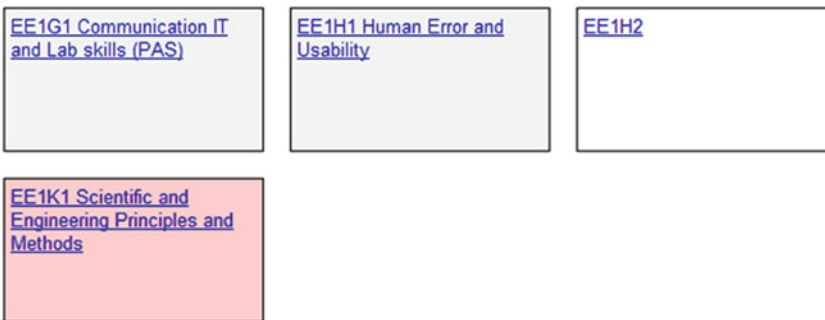 EE1G1 Communication IT
and Lab skills (PAS)
EE1H1 Human Error and
Usability
EE1H2
EE1K1 Scientific and
Engineering Principles and
Methods